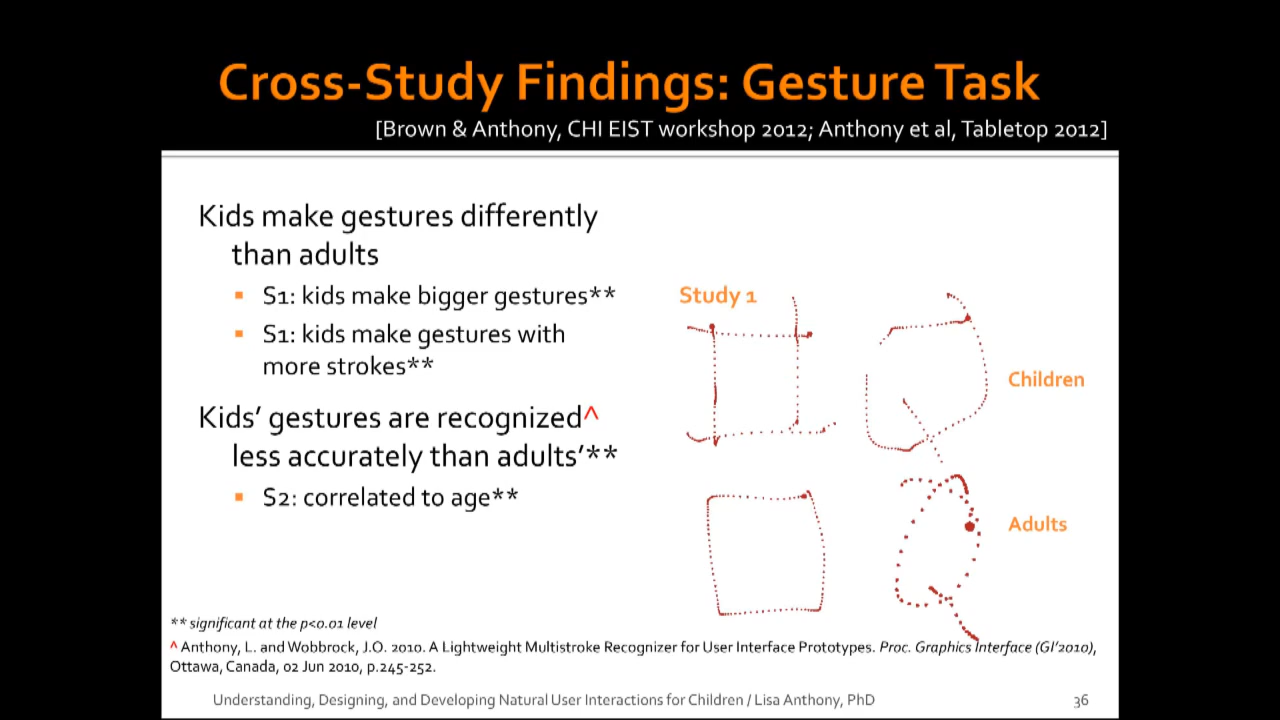 Cross-Study Findings: Gesture Task
[Brown & Anthony, CHI EIST workshop 2012; Anthony et al, Tabletop 2012]
Kids make gestures differently
than adults
▪ S1: kids make bigger gestures**
▪ S1: kids make gestures with
more strokes**
Kids’ gestures are recognized^
less accurately than adults’**
▪ S2: correlated to age**
Study 1
Children
Adults
** significant at the p<0.01 level
^ Anthony, L. and Wobbrock, J.O. 2010. A Lightweight Multistroke Recognizer for User Interface Prototypes. Proc. Graphics Interface (GI’2010),
Ottawa, Canada, 02 Jun 2010, p.245-252.
Understanding, Designing, and Developing Natural User Interactions for Children / Lisa Anthony, PhD
36